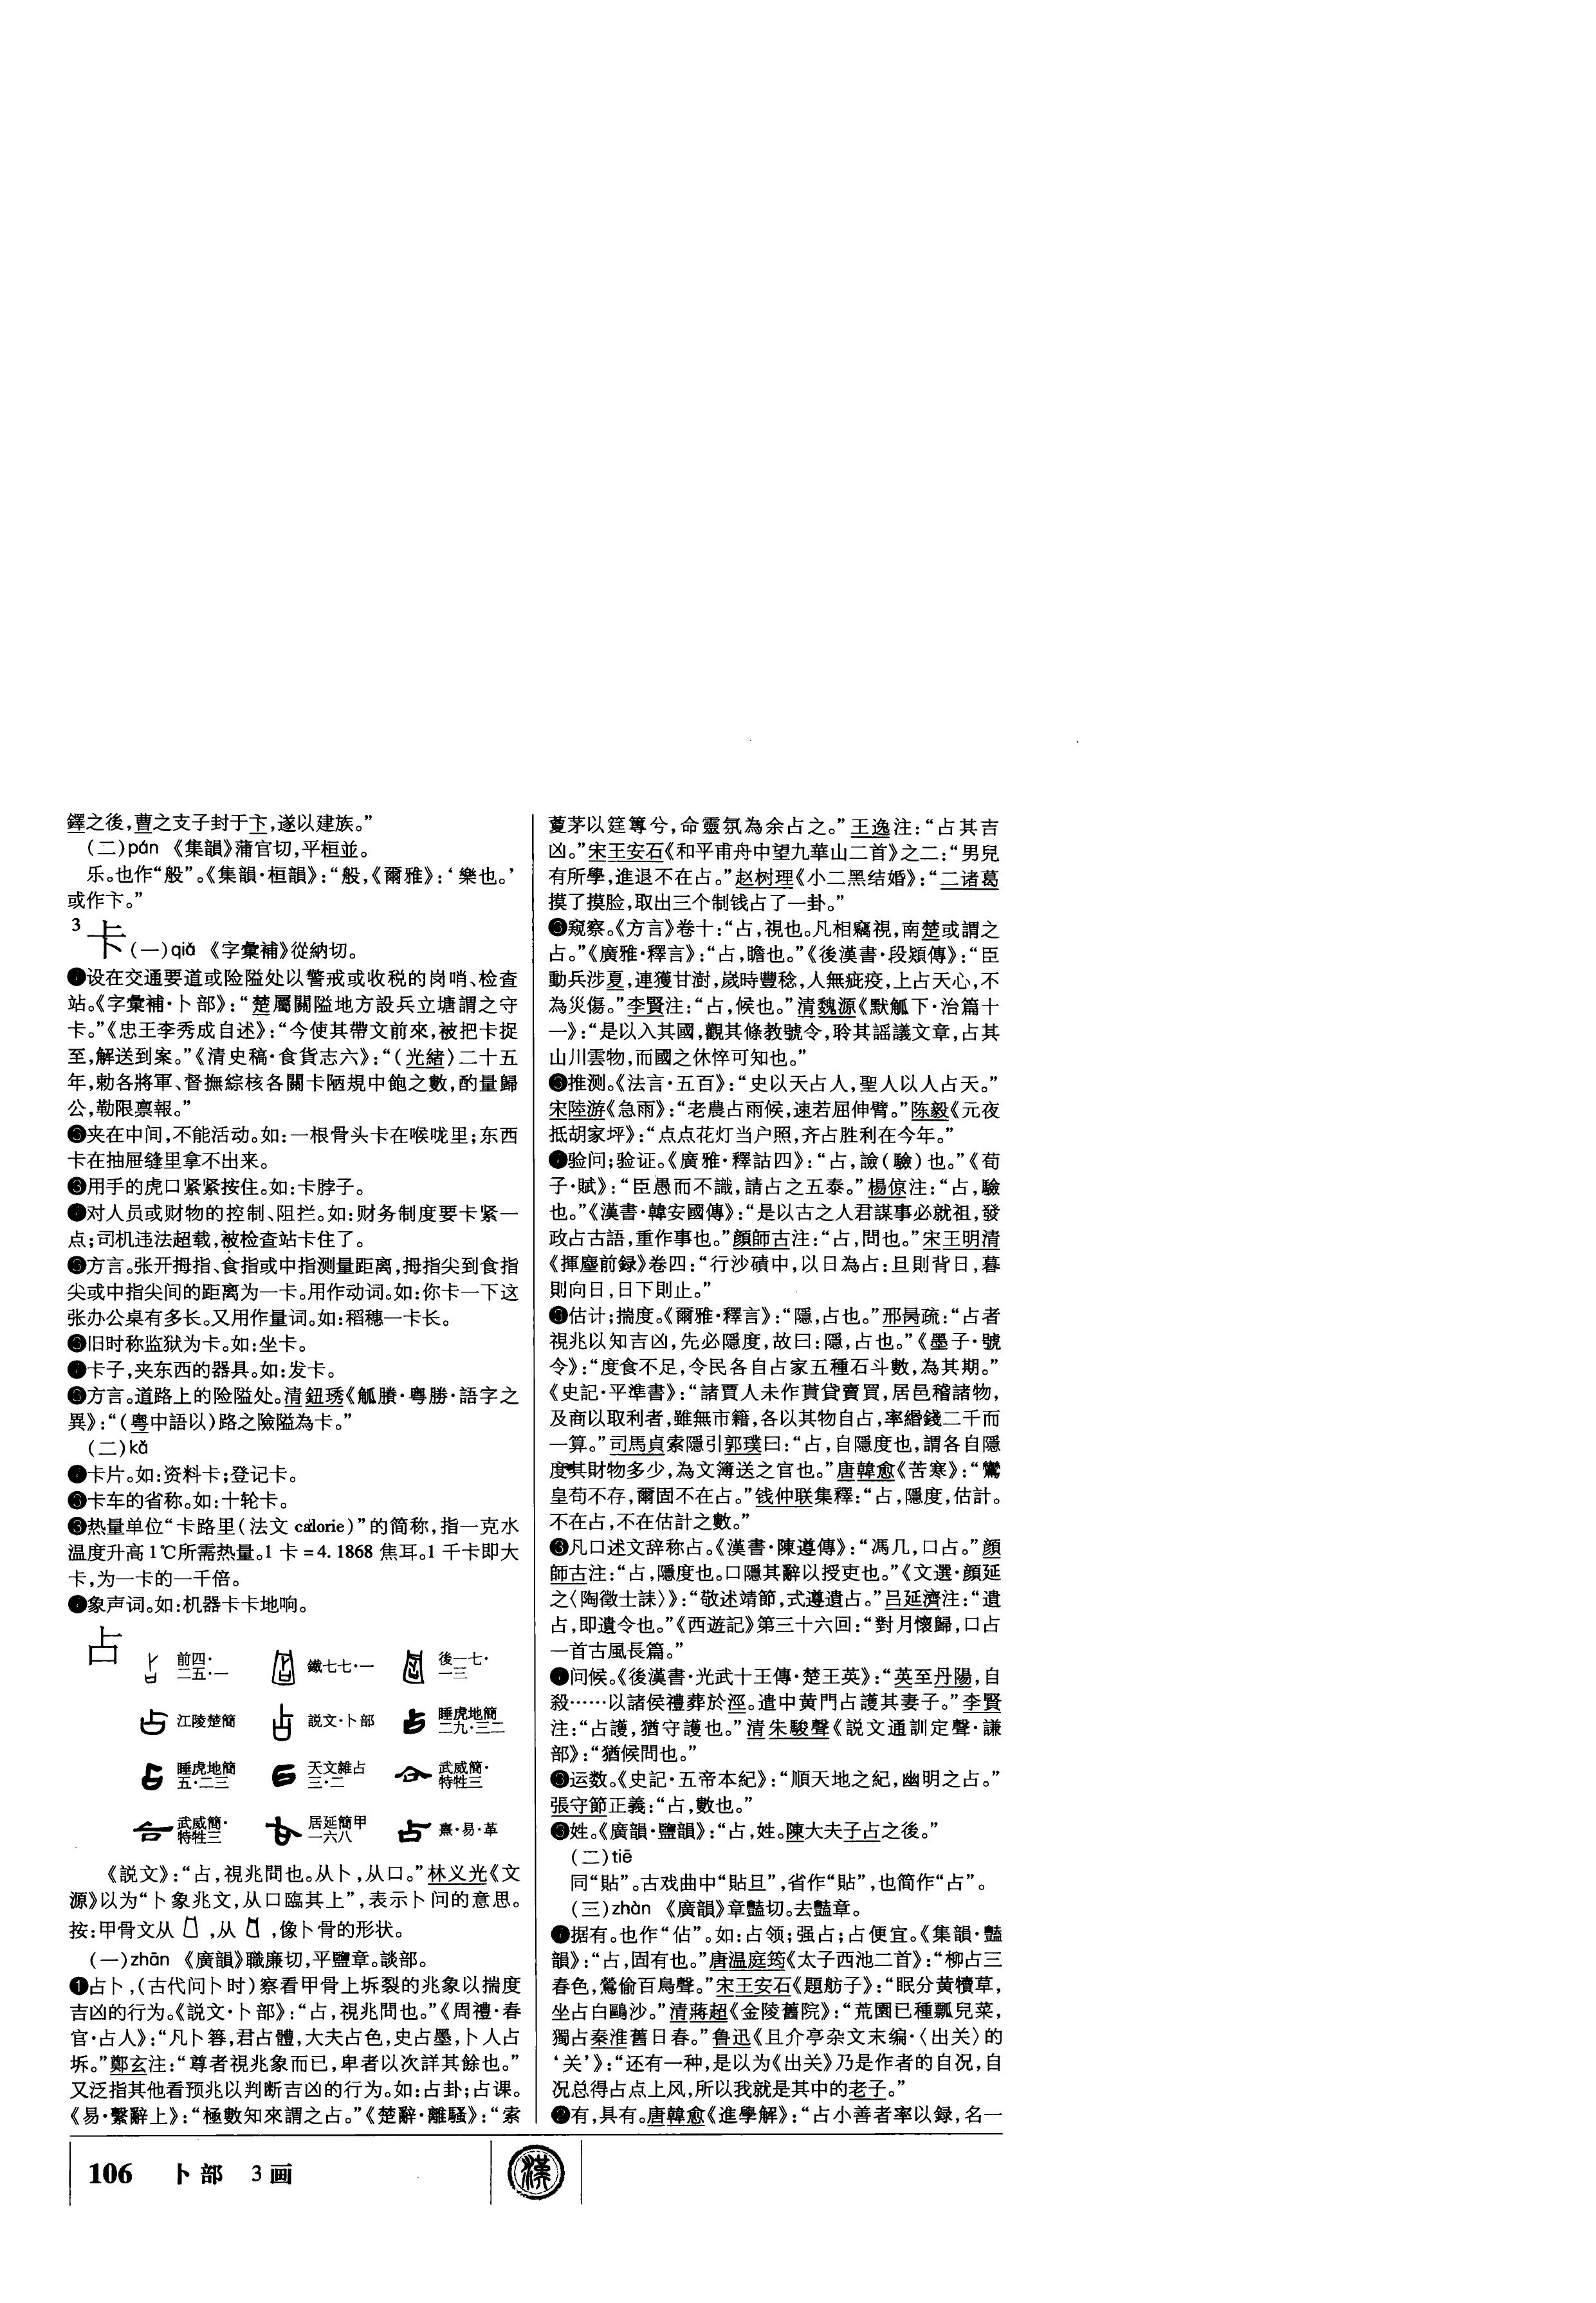 鐸之後，曹之支子封于卞，遂以建族。”
（二）pán 《集韻》蒲官切，平桓並。
乐。也作“般”。《集韻·桓韻》：“般，《爾雅》：‘樂也。’
或作卞。”
3
卡（一）qiǎ 《字彙補》從納切。
❶设在交通要道或险隘处以警戒或收税的岗哨、检查
站。《字彙補·卜部》：“楚屬關隘地方設兵立塘謂之守
卡。”《忠王李秀成自述》：“今使其帶文前來，被把卡捉
至，解送到案。”《清史稿·食貨志六》：“（光緒）二十五
年，勅各將軍、督撫綜核各關卡陋規中飽之數，酌量歸
公，勒限禀報。”
❷夹在中间，不能活动。如：一根骨头卡在喉咙里；东西
卡在抽屉缝里拿不出来。
❸用手的虎口紧紧按住。如：卡脖子。
❹对人员或财物的控制、阻拦。如：财务制度要卡紧一
点；司机违法超载，被检查站卡住了。
❺方言。张开拇指、食指或中指测量距离，拇指尖到食指
尖或中指尖间的距离为一卡。用作动词。如：你卡一下这
张办公桌有多长。又用作量词。如：稻穗一卡长。
❻旧时称监狱为卡。如：坐卡。
❼卡子，夹东西的器具。如：发卡。
❽方言。道路上的险隘处。清鈕琇《觚賸·粤勝·語字之
異》：“（粤中語以）路之險隘為卡。”
（二）kǎ
❶卡片。如：资料卡；登记卡。
❷卡车的省称。如：十轮卡。
❸热量单位“卡路里（法文 calorie）”的简称，指一克水
温度升高1℃所需热量。1 卡 = 4.1868 焦耳。1 千卡即大
卡，为一卡的一千倍。
❹象声词。如：机器卡卡地响。
占
前四·二五·一 鐵七七·一 後一七·一三
江陵楚簡 説文·卜部 睡虎地簡二九·三二
睡虎地簡五·二三 天文雜占三·二 武威簡·特牲三
武威簡·特牲三 居延簡甲一六八 熹·易·革
《説文》：“占，視兆問也。从卜，从口。”林义光《文
源》以为“卜象兆文，从口臨其上”，表示卜问的意思。
按：甲骨文从 ，从 ，像卜骨的形状。
（一）zhān 《廣韻》職廉切，平鹽章。談部。
❶占卜，（古代问卜时）察看甲骨上坼裂的兆象以揣度
吉凶的行为。《説文·卜部》：“占，視兆問也。”《周禮·春
官·占人》：“凡卜簭，君占體，大夫占色，史占墨，卜人占
坼。”鄭玄注：“尊者視兆象而已，卑者以次詳其餘也。”
又泛指其他看预兆以判断吉凶的行为。如：占卦；占课。
《易·繫辭上》：“極數知來謂之占。”《楚辭·離騷》：“索
藑茅以筳篿兮，命靈氛為余占之。”王逸注：“占其吉
凶。”宋王安石《和平甫舟中望九華山二首》之二：“男兒
有所學，進退不在占。”赵树理《小二黑结婚》：“二诸葛
摸了摸脸，取出三个制钱占了一卦。”
❷窥察。《方言》卷十：“占，視也。凡相竊視，南楚或謂之
占。”《廣雅·釋言》：“占，瞻也。”《後漢書·段熲傳》：“臣
動兵涉夏，連獲甘澍，嵗時豐稔，人無疵疫，上占天心，不
為災傷。”李賢注：“占，候也。”清魏源《默觚下·治篇十
一》：“是以入其國，觀其條教號令，聆其謡議文章，占其
山川雲物，而國之休悴可知也。”
❸推测。《法言·五百》：“史以天占人，聖人以人占天。”
宋陸游《急雨》：“老農占雨候，速若屈伸臂。”陈毅《元夜
抵胡家坪》：“点点花灯当户照，齐占胜利在今年。”
❹验问；验证。《廣雅·釋詁四》：“占，譣（驗）也。”《荀
子·賦》：“臣愚而不識，請占之五泰。”楊倞注：“占，驗
也。”《漢書·韓安國傳》：“是以古之人君謀事必就祖，發
政占古語，重作事也。”顔師古注：“占，問也。”宋王明清
《揮麈前録》卷四：“行沙磧中，以日為占：旦則背日，暮
則向日，日下則止。”
❺估计；揣度。《爾雅·釋言》：“隱，占也。”邢昺疏：“占者
視兆以知吉凶，先必隱度，故曰：隱，占也。”《墨子·號
令》：“度食不足，令民各自占家五種石斗數，為其期。”
《史記·平準書》：“諸賈人未作貰貸賣買，居邑稽諸物，
及商以取利者，雖無市籍，各以其物自占，率緡錢二千而
一算。”司馬貞索隱引郭璞曰：“占，自隱度也，謂各自隱
度其財物多少，為文簿送之官也。”唐韓愈《苦寒》：“鸞
皇苟不存，爾固不在占。”钱仲联集釋：“占，隱度，估計。
不在占，不在估計之數。”
❻凡口述文辞称占。《漢書·陳遵傳》：“馮几，口占。”顔
師古注：“占，隱度也。口隱其辭以授吏也。”《文選·顔延
之〈陶徵士誄〉》：“敬述靖節，式遵遺占。”吕延濟注：“遺
占，即遺令也。”《西遊記》第三十六回：“對月懷歸，口占
一首古風長篇。”
❼问候。《後漢書·光武十王傳·楚王英》：“英至丹陽，自
殺……以諸侯禮葬於涇。遣中黄門占護其妻子。”李賢
注：“占護，猶守護也。”清朱駿聲《説文通訓定聲·謙
部》：“猶候問也。”
❽运数。《史記·五帝本紀》：“順天地之紀，幽明之占。”
張守節正義：“占，數也。”
❾姓。《廣韻·鹽韻》：“占，姓。陳大夫子占之後。”
（二）tiē
同“貼”。古戏曲中“貼旦”，省作“貼”，也简作“占”。
（三）zhàn 《廣韻》章豔切。去豔章。
❶据有。也作“佔”。如：占领；强占；占便宜。《集韻·豔
韻》：“占，固有也。”唐温庭筠《太子西池二首》：“柳占三
春色，鶯偷百鳥聲。”宋王安石《題舫子》：“眠分黄犢草，
坐占白鷗沙。”清蔣超《金陵舊院》：“荒園已種瓢兒菜，
獨占秦淮舊日春。”鲁迅《且介亭杂文末编·〈出关〉的
‘关’》：“还有一种，是以为《出关》乃是作者的自况，自
况总得占点上风，所以我就是其中的老子。”
❷有，具有。唐韓愈《進學解》：“占小善者率以録，名一
106 卜部 3画
漢